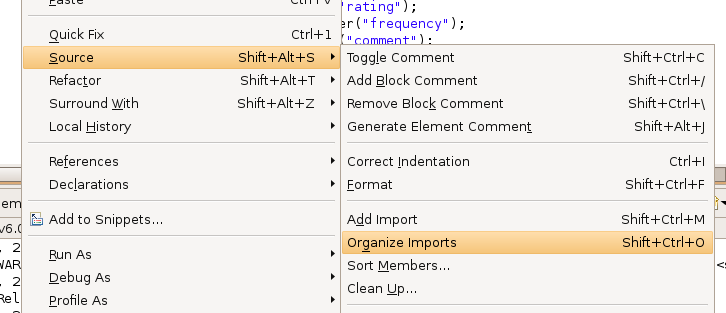 Paste Ctrl+V
"rating");
er("frequency");
("comment");
Quick Fix Ctrl+1
Source Shift+Alt+S
Refactor Shift+Alt+T
Surround With Shift+Alt+Z
Local History
References
Declarations
Add to Snippets...
Run As
Debug As
Profile As
Toggle Comment Shift+Ctrl+C
Add Block Comment Shift+Ctrl+/
Remove Block Comment Shift+Ctrl+\
Generate Element Comment Shift+Alt+J
Correct Indentation Ctrl+I
Format Shift+Ctrl+F
Add Import Shift+Ctrl+M
Organize Imports Shift+Ctrl+O
Sort Members...
Clean Up...
em
v6.0
, 2
WAR
, 2
Rel
<s